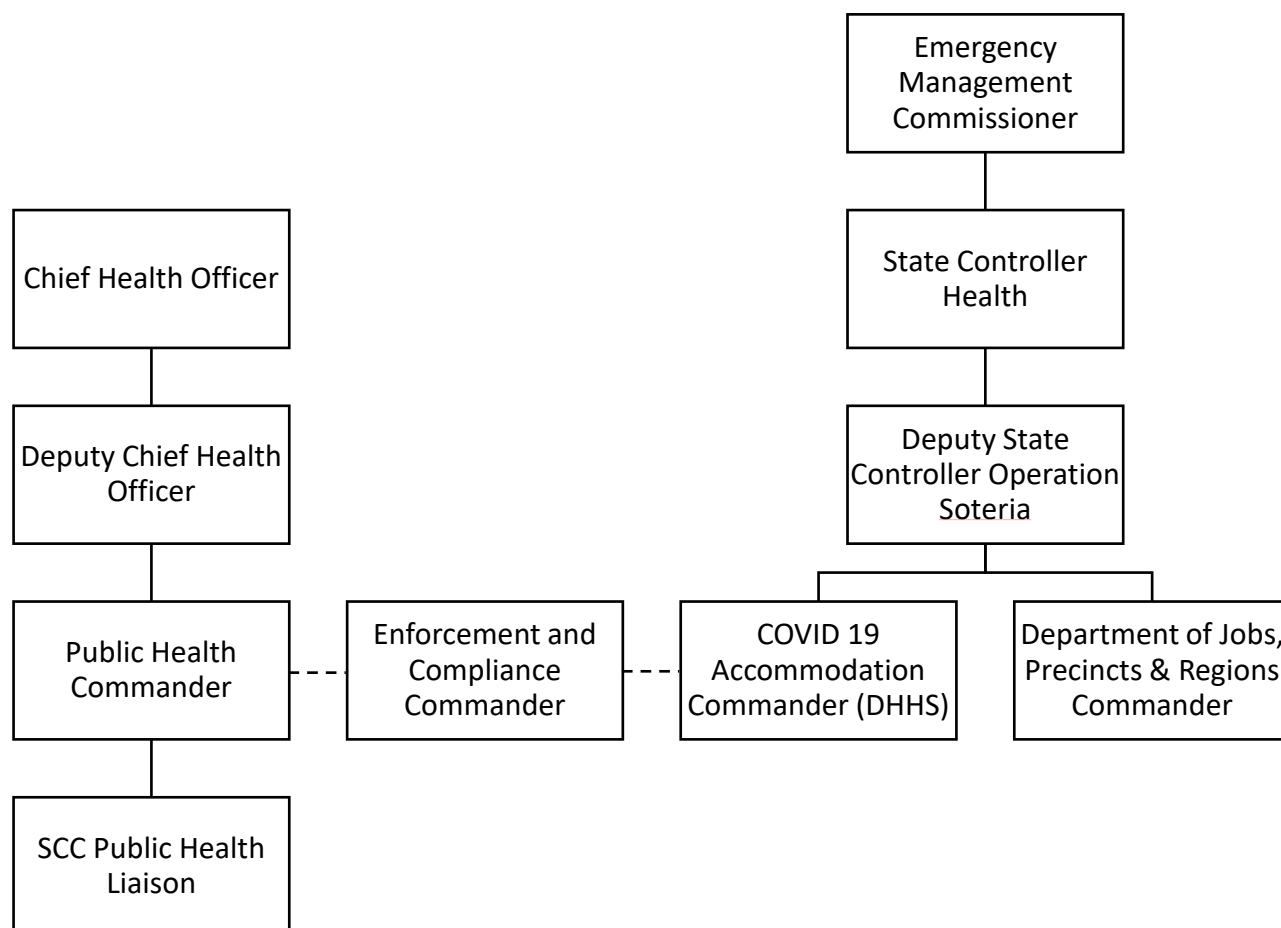 Emergency
Management
Commissioner
Chief Health Officer
State Controller
Health
Deputy Chief Health
Officer
Deputy State
Controller Operation
Soteria
Public Health
Commander
Enforcement and
Compliance
Commander
COVID 19
Accommodation
Commander (DHHS)
Department of Jobs,
Precincts & Regions
Commander
SCC Public Health
Liaison